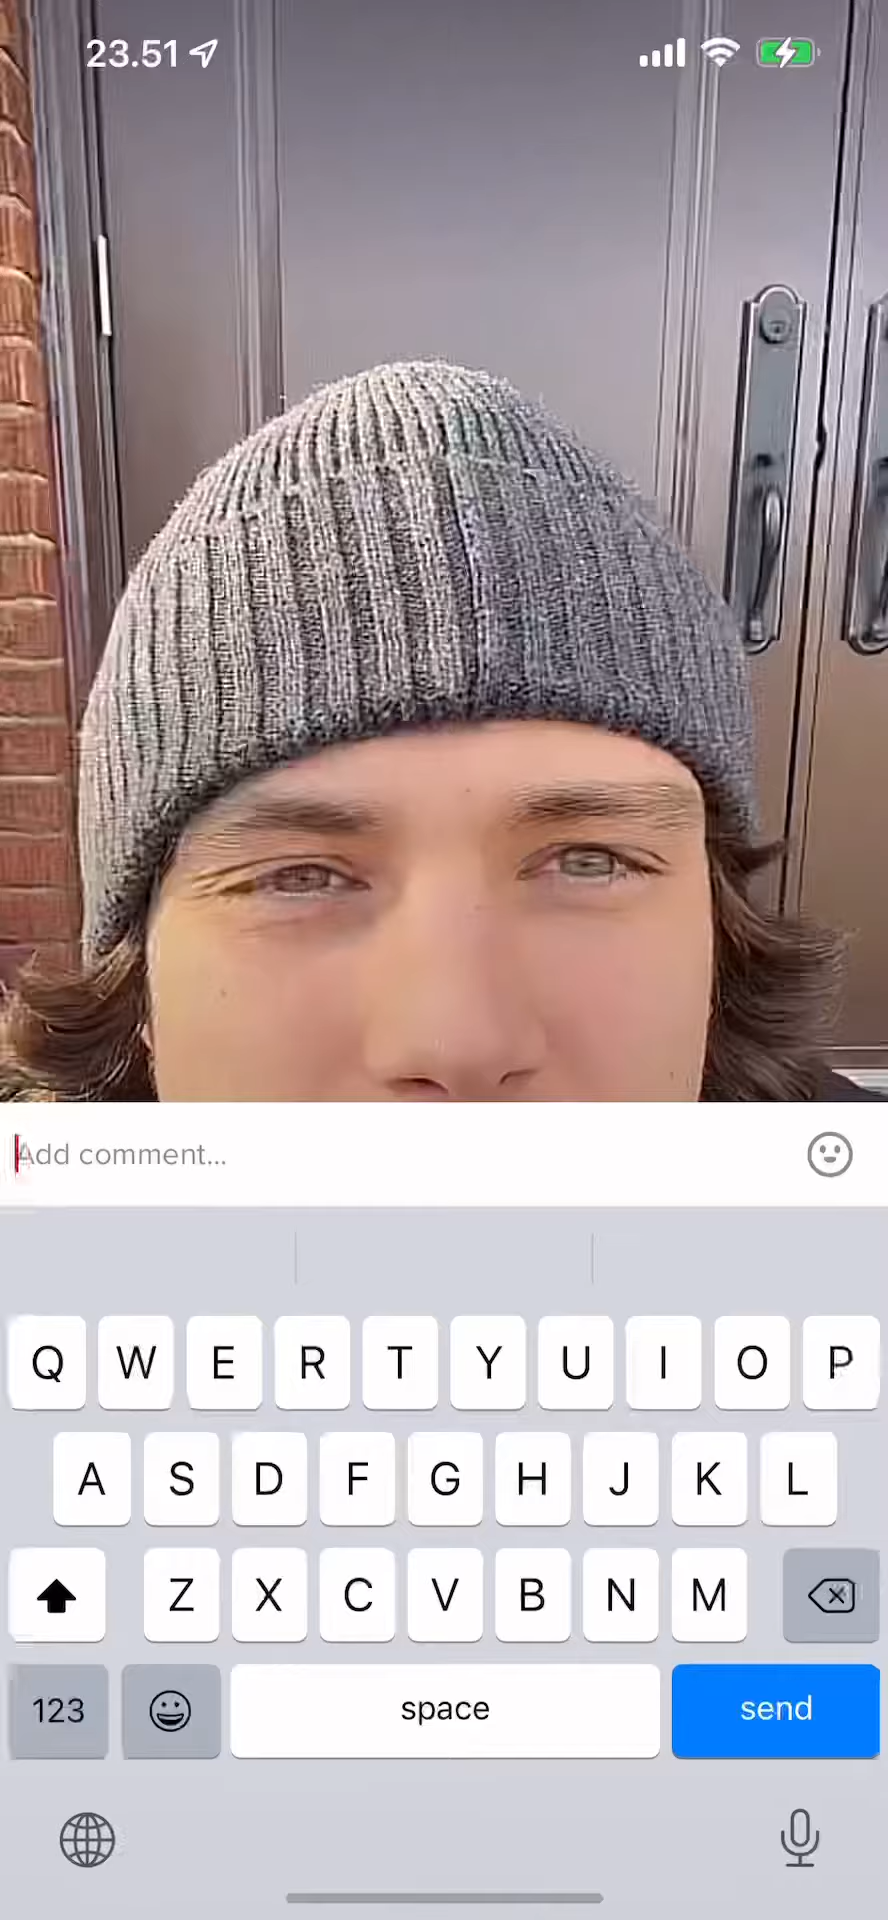 23.51
Add comment...
Q W E R T Y U I O P
A S D F G H J K L
Z X C V B N M
123 space send